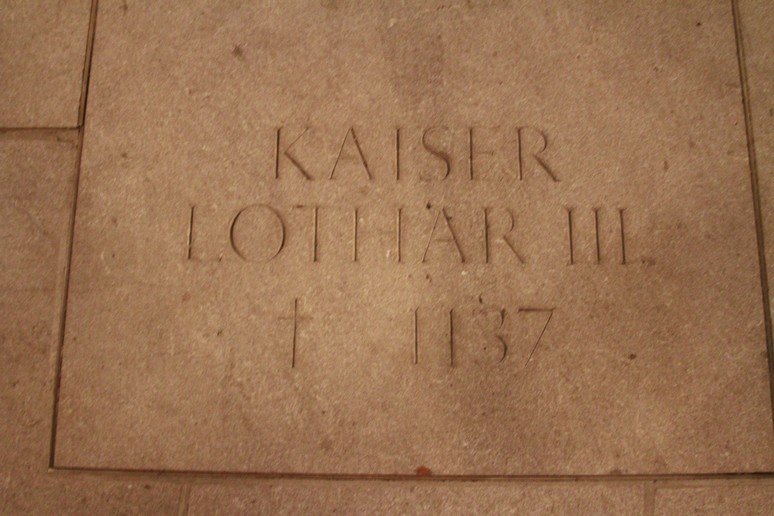 KAISER
LOTHAR III.
† 1137